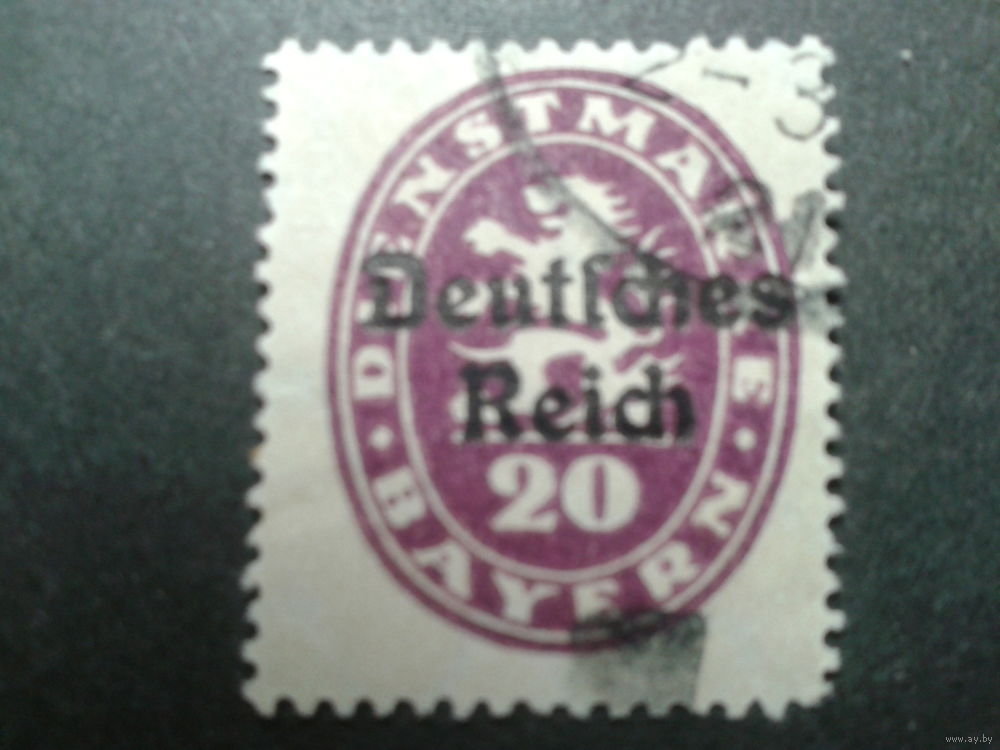 DIENSTMARKE
Deutſches
Reich
20
BAYERN
www.ay.by